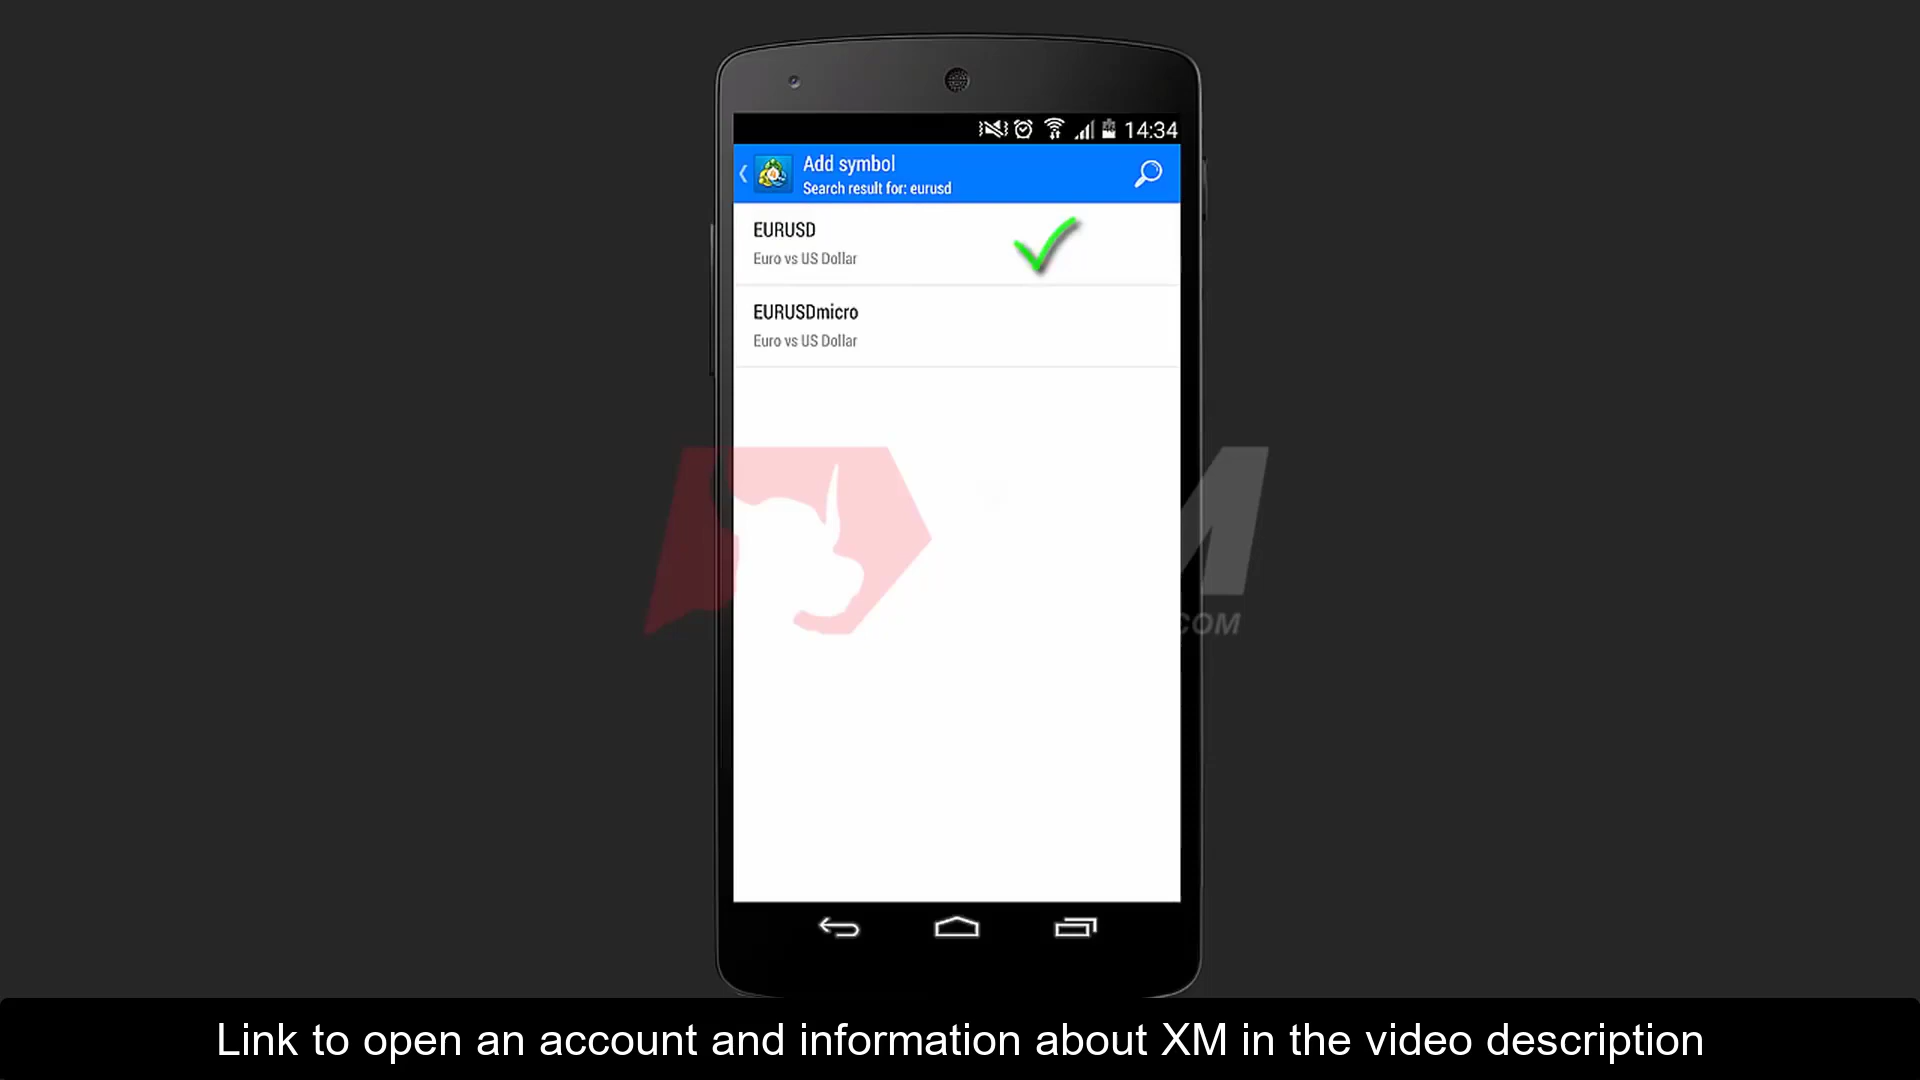 14:34
Add symbol
Search result for: eurusd
EURUSD
Euro vs US Dollar
EURUSDmicro
Euro vs US Dollar
M
.COM
Link to open an account and information about XM in the video description